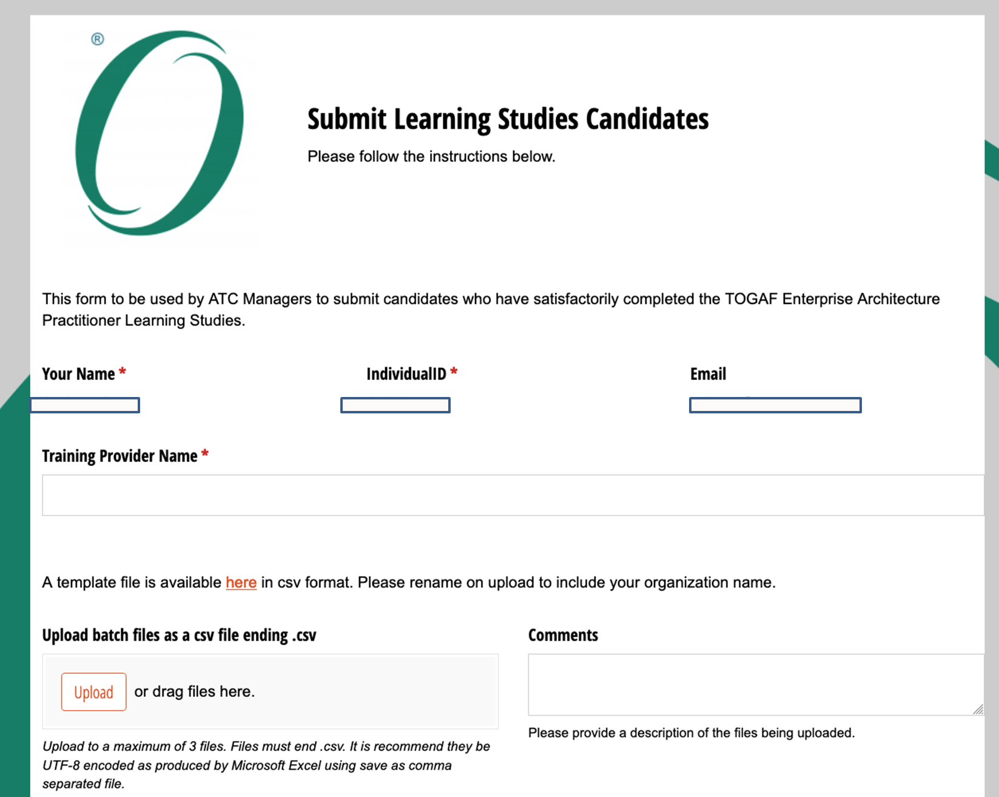 ®
Submit Learning Studies Candidates
Please follow the instructions below.
This form to be used by ATC Managers to submit candidates who have satisfactorily completed the TOGAF Enterprise Architecture
Practitioner Learning Studies.
Your Name * IndividualID * Email
Training Provider Name *
A template file is available here in csv format. Please rename on upload to include your organization name.
Upload batch files as a csv file ending .csv
Upload or drag files here.
Upload to a maximum of 3 files. Files must end .csv. It is recommend they be
UTF-8 encoded as produced by Microsoft Excel using save as comma
separated file.
Comments
Please provide a description of the files being uploaded.